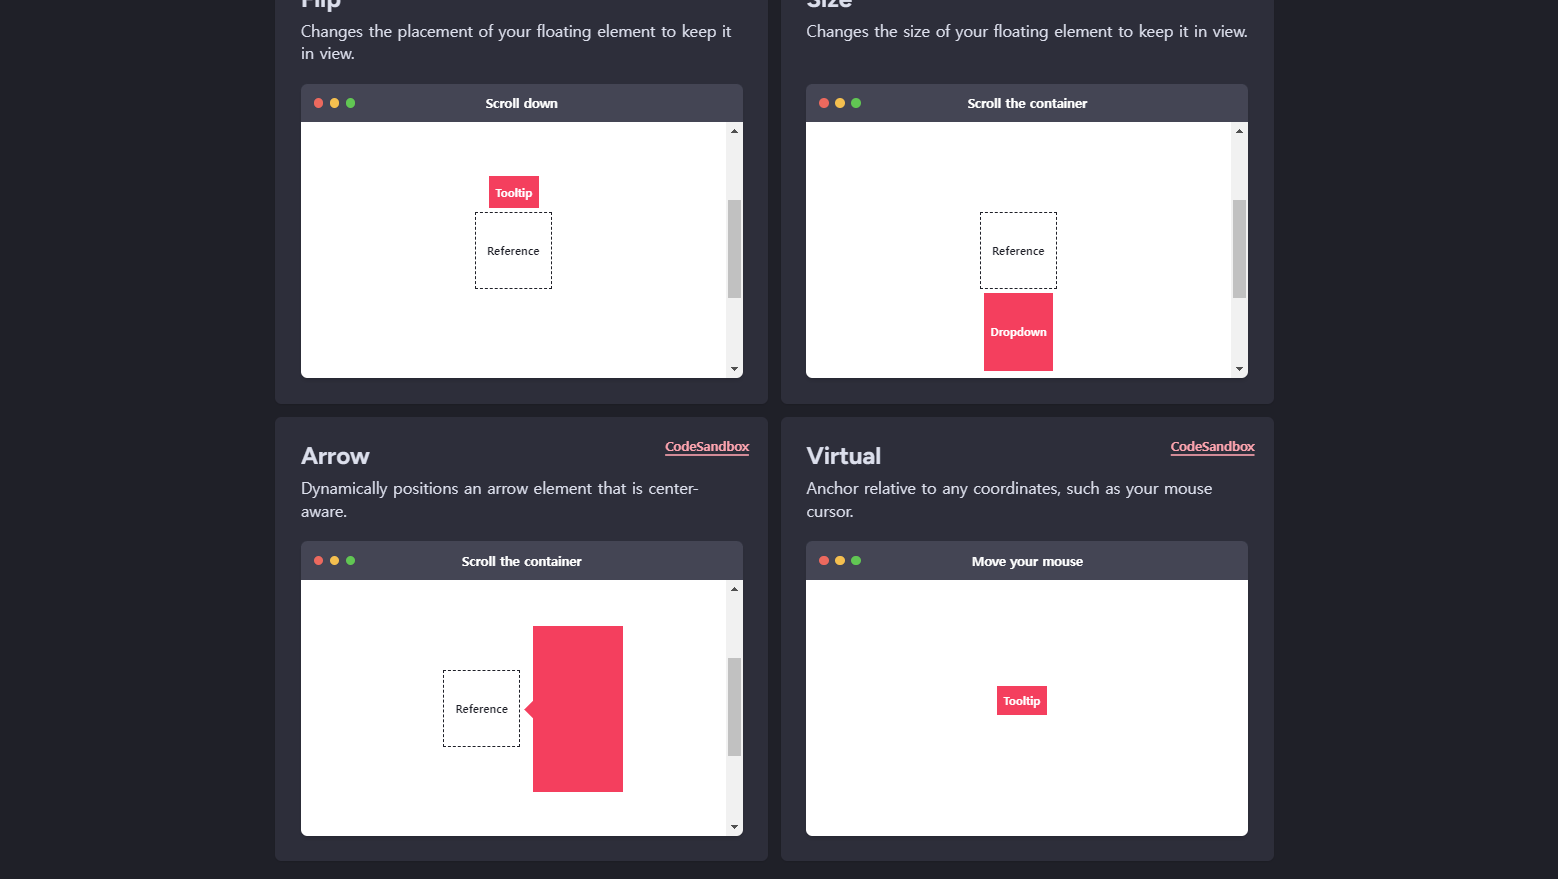 Flip
Changes the placement of your floating element to keep it
in view.
Scroll down
Tooltip
Reference
Size
Changes the size of your floating element to keep it in view.
Scroll the container
Reference
Dropdown
Arrow
CodeSandbox
Dynamically positions an arrow element that is center-
aware.
Scroll the container
Reference
Virtual
CodeSandbox
Anchor relative to any coordinates, such as your mouse
cursor.
Move your mouse
Tooltip